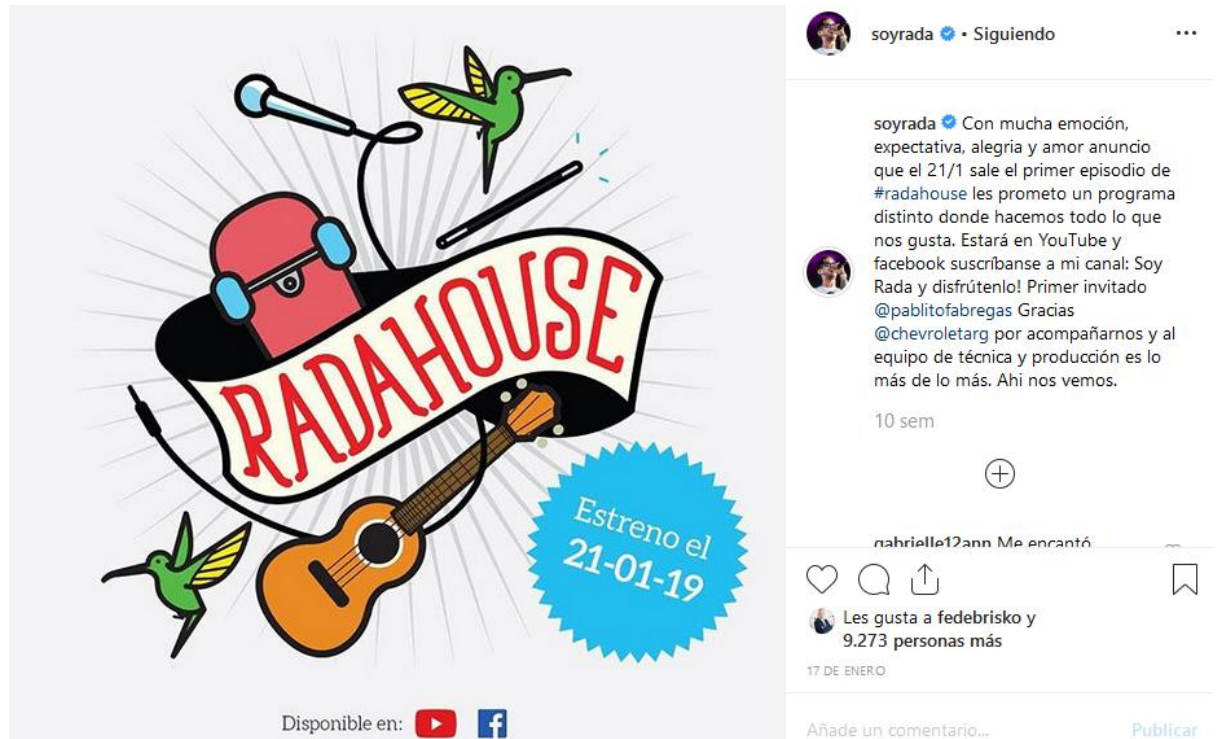 RADAHOUSE
Estreno el
21-01-19
Disponible en:
soyrada • Siguiendo
soyrada Con mucha emoción,
expectativa, alegria y amor anuncio
que el 21/1 sale el primer episodio de
#radahouse les prometo un programa
distinto donde hacemos todo lo que
nos gusta. Estará en YouTube y
facebook suscríbanse a mi canal: Soy
Rada y disfrútenlo! Primer invitado
@pablitofabregas Gracias
@chevroletarg por acompañarnos y al
equipo de técnica y producción es lo
más de lo más. Ahi nos vemos.
10 sem
gabrielle12ann Me encantó
Les gusta a fedebrisko y
9.273 personas más
17 DE ENERO
Añade un comentario...
Publicar